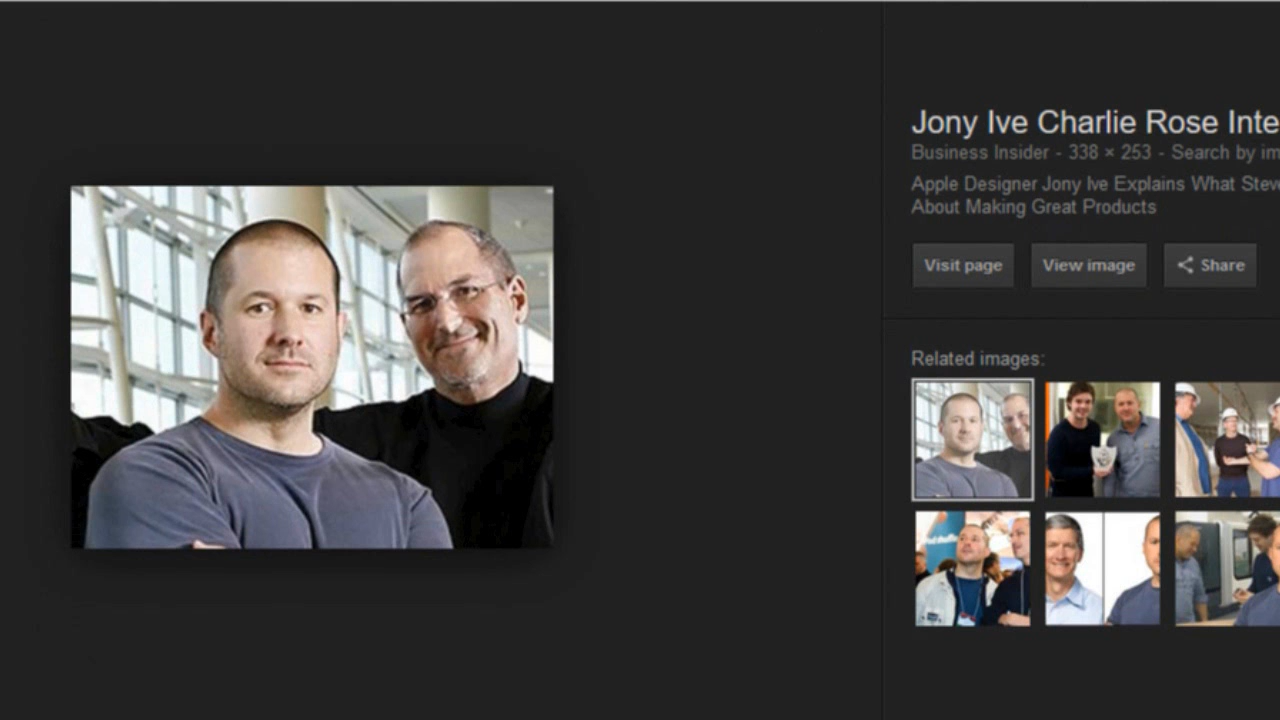 Jony Ive Charlie Rose Inte
Business Insider - 338 × 253 - Search by im
Apple Designer Jony Ive Explains What Stev
About Making Great Products
Visit page
View image
Share
Related images: